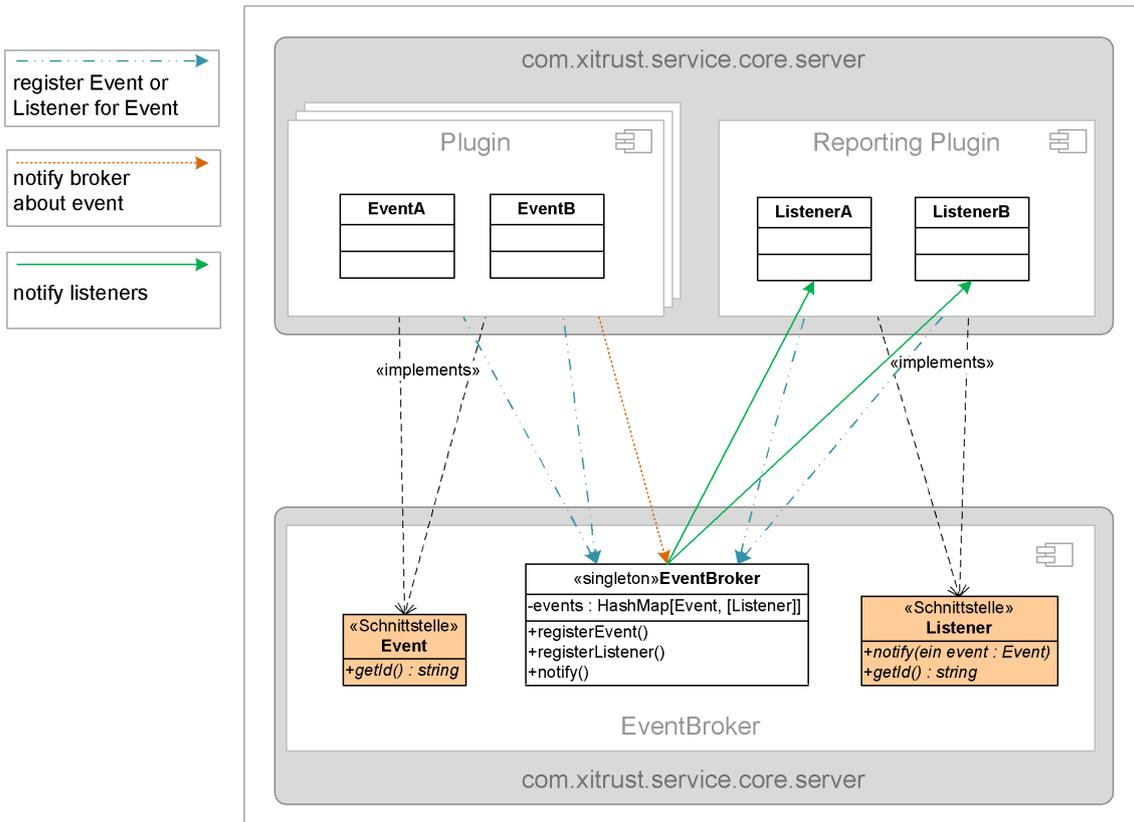 register Event or
Listener for Event
notify broker
about event
notify listeners
com.xitrust.service.core.server
Plugin
EventA
EventB
Reporting Plugin
ListenerA
ListenerB
«implements»
«implements»
«Schnittstelle»
Event
+getId() : string
«singleton»EventBroker
-events : HashMap[Event, [Listener]]
+registerEvent()
+registerListener()
+notify()
«Schnittstelle»
Listener
+notify(ein event : Event)
+getId() : string
EventBroker
com.xitrust.service.core.server